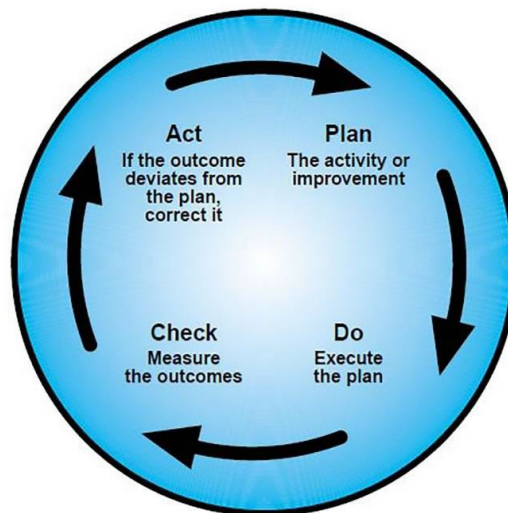 Act
If the outcome
deviates from
the plan,
correct it
Plan
The activity or
improvement
Check
Measure
the outcomes
Do
Execute
the plan